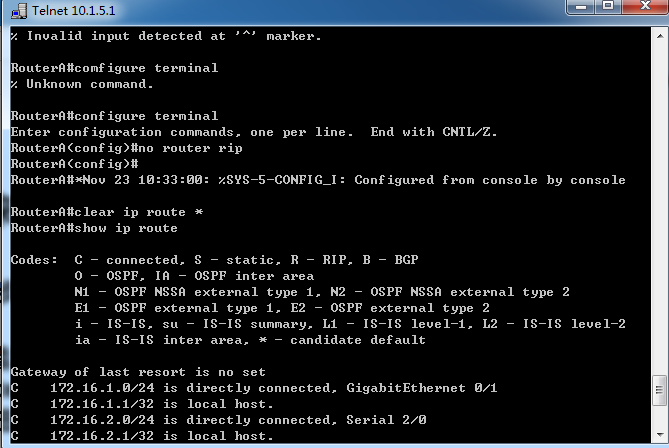 Telnet 10.1.5.1
% Invalid input detected at '^' marker.
RouterA#configure terminal
% Unknown command.
RouterA#configure terminal
Enter configuration commands, one per line.  End with CNTL/Z.
RouterA(config)#no router rip
RouterA(config)#
RouterA#*Nov 23 10:33:00: %SYS-5-CONFIG_I: Configured from console by console
RouterA#clear ip route *
RouterA#show ip route
Codes:  C - connected, S - static, R - RIP, B - BGP
O - OSPF, IA - OSPF inter area
N1 - OSPF NSSA external type 1, N2 - OSPF NSSA external type 2
E1 - OSPF external type 1, E2 - OSPF external type 2
i - IS-IS, su - IS-IS summary, L1 - IS-IS level-1, L2 - IS-IS level-2
ia - IS-IS inter area, * - candidate default
Gateway of last resort is no set
C    172.16.1.0/24 is directly connected, GigabitEthernet 0/1
C    172.16.1.1/32 is local host.
C    172.16.2.0/24 is directly connected, Serial 2/0
C    172.16.2.1/32 is local host.